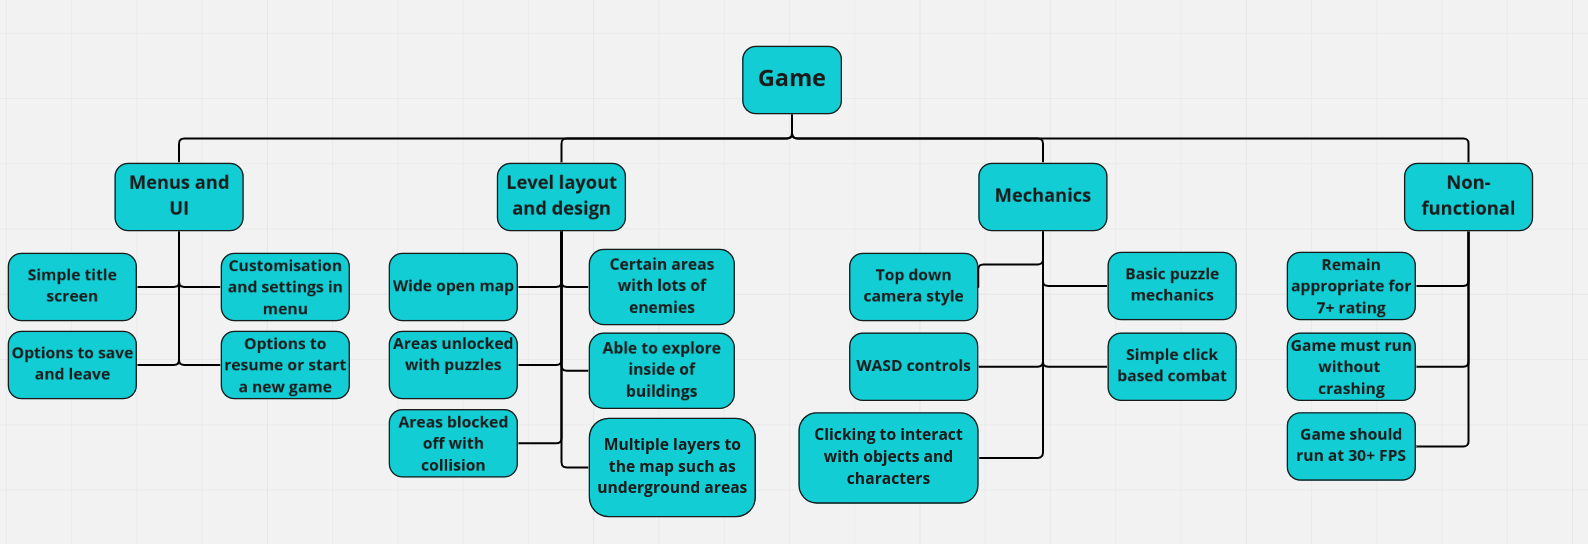 Game
Menus and
UI
Level layout
and design
Mechanics
Non-
functional
Simple title
screen
Customisation
and settings in
menu
Options to save
and leave
Options to
resume or start
a new game
Wide open map
Certain areas
with lots of
enemies
Areas unlocked
with puzzles
Able to explore
inside of
buildings
Areas blocked
off with
collision
Multiple layers to
the map such as
underground areas
Top down
camera style
Basic puzzle
mechanics
WASD controls
Simple click
based combat
Clicking to interact
with objects and
characters
Remain
appropriate for
7+ rating
Game must run
without
crashing
Game should
run at 30+ FPS